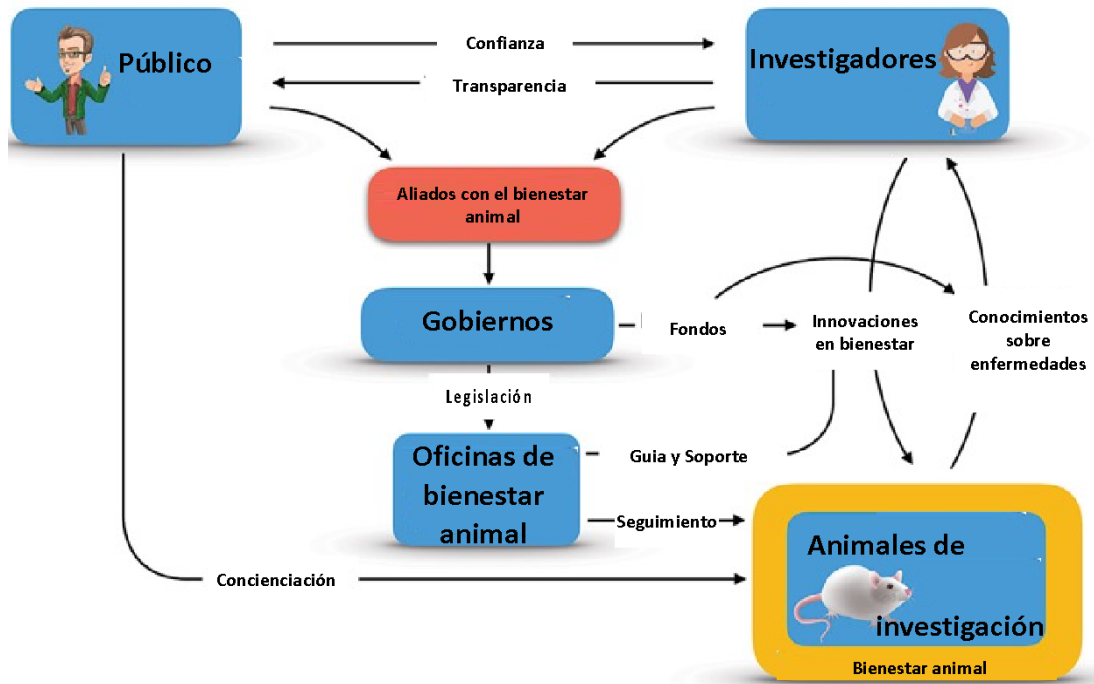 Público
Confianza
Investigadores
Transparencia
Aliados con el bienestar
animal
Gobiernos
Fondos
Innovaciones
en bienestar
Conocimientos
sobre
enfermedades
Legislación
Oficinas de
bienestar
animal
Guia y Soporte
Seguimiento
Animales de
investigación
Concienciación
Bienestar animal